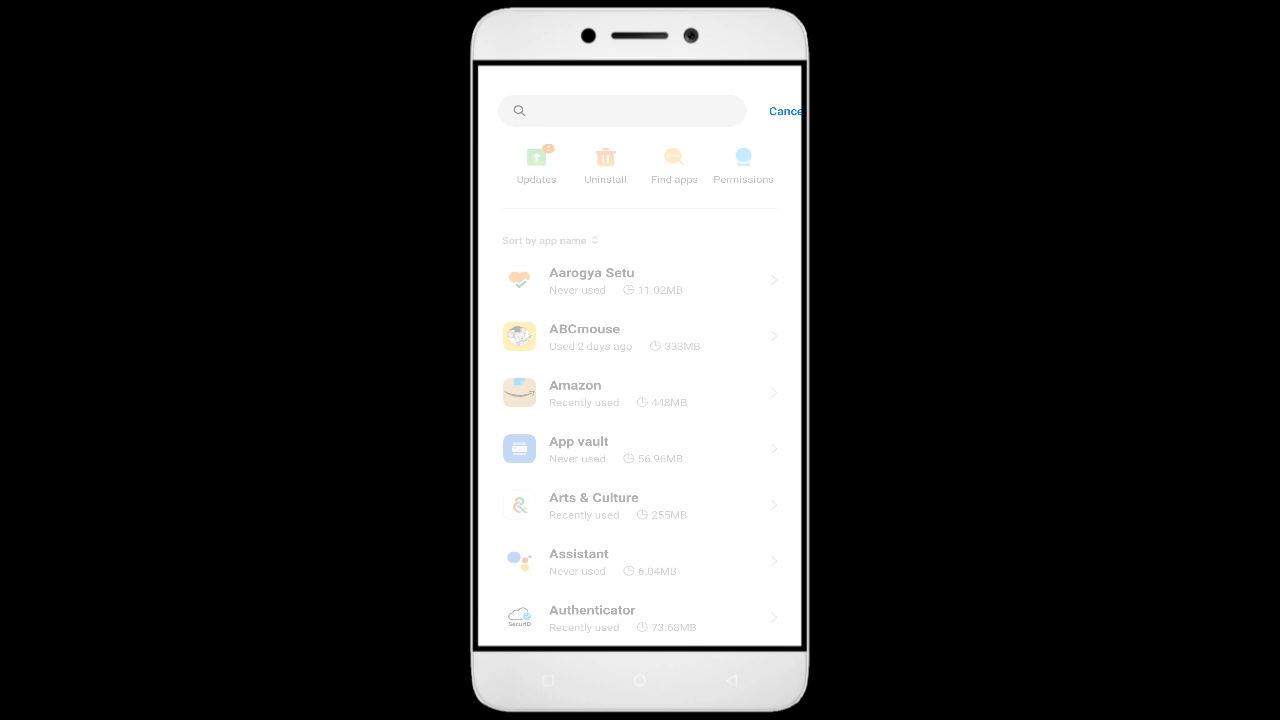 Cance
Updates Uninstall Find apps Permissions
Sort by app name
Aarogya Setu
Never used 11.02MB
ABCmouse
Used 2 days ago 333MB
Amazon
Recently used 448MB
App vault
Never used 56.96MB
Arts & Culture
Recently used 255MB
Assistant
Never used 6.04MB
Authenticator
SecurID
Recently used 73.68MB